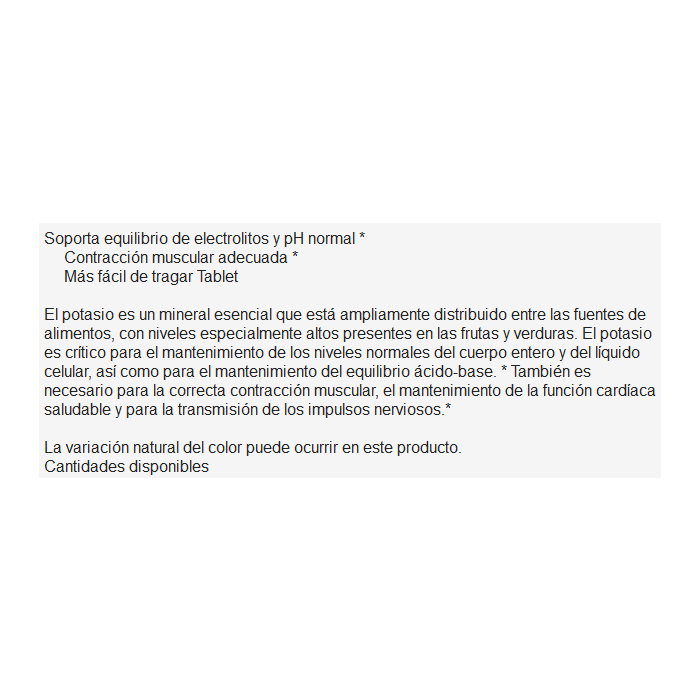 Soporta equilibrio de electrolitos y pH normal *
Contracción muscular adecuada *
Más fácil de tragar Tablet
El potasio es un mineral esencial que está ampliamente distribuido entre las fuentes de
alimentos, con niveles especialmente altos presentes en las frutas y verduras. El potasio
es crítico para el mantenimiento de los niveles normales del cuerpo entero y del líquido
celular, así como para el mantenimiento del equilibrio ácido-base. * También es
necesario para la correcta contracción muscular, el mantenimiento de la función cardíaca
saludable y para la transmisión de los impulsos nerviosos.*
La variación natural del color puede ocurrir en este producto.
Cantidades disponibles